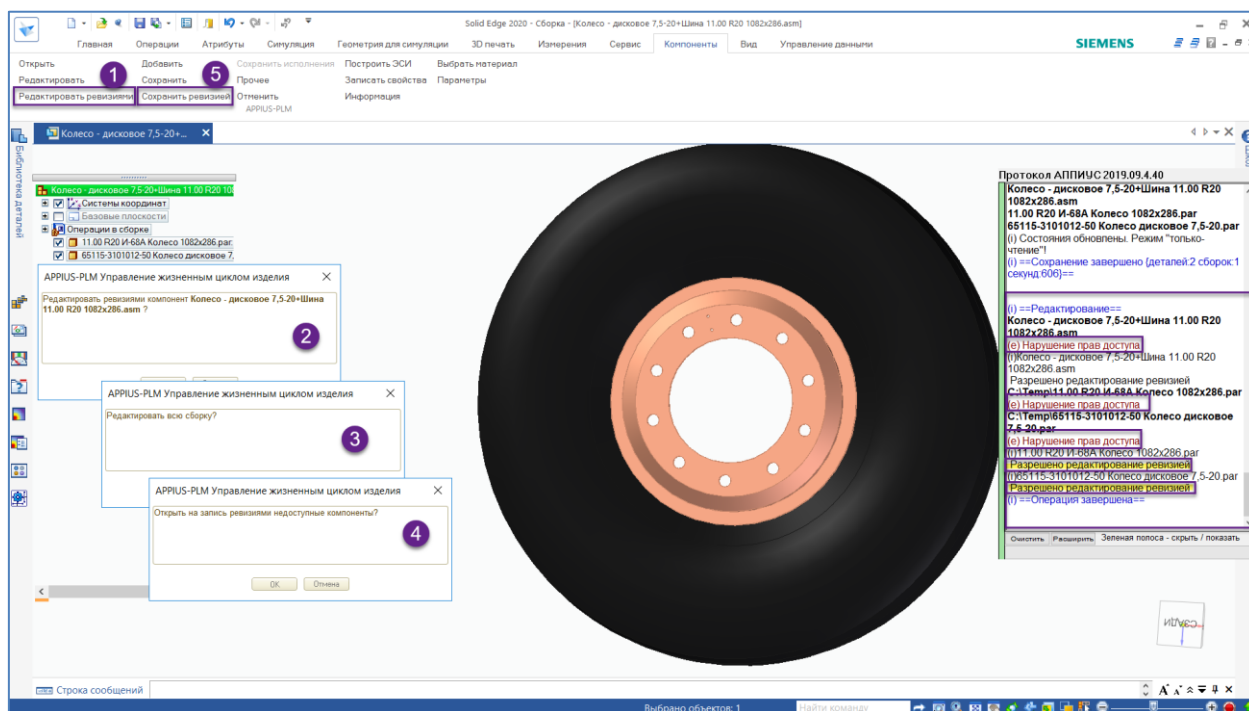 Solid Edge 2020 - Сборка - [Колесо - дисковое 7,5-20+Шина 11.00 R20 1082x286.asm]
Главная Операции Атрибуты Симуляция Геометрия для симуляции 3D печать Измерения Сервис Компоненты Вид Управление данными
SIEMENS
Открыть Добавить Сохранить исполнения Построить ЭСИ Выбрать материал
Редактировать 1 Сохранить 5 Прочее Записать свойства Параметры
Редактировать ревизиями Сохранить ревизией Отменить Информация
APPIUS-PLM
Колесо - дисковое 7,5-20+...
Библиотека деталей
Колесо - дисковое 7,5-20+Шина 11.00 R20 10
Системы координат
Базовые плоскости
Операции в сборке
11.00 R20 И-68А Колесо 1082x286.par
65115-3101012-50 Колесо дисковое 7,
APPIUS-PLM Управление жизненным циклом изделия
Редактировать ревизиями компонент Колесо - дисковое 7,5-20+Шина
11.00 R20 1082x286.asm ?
2
APPIUS-PLM Управление жизненным циклом изделия
Редактировать всю сборку?
3
APPIUS-PLM Управление жизненным циклом изделия
Открыть на запись ревизиями недоступные компоненты?
4
OK Отмена
Протокол АППИУС 2019.09.4.40
Колесо - дисковое 7,5-20+Шина 11.00 R20
1082x286.asm
11.00 R20 И-68А Колесо 1082x286.par
65115-3101012-50 Колесо дисковое 7,5-20.par
(i) Состояния обновлены. Режим "только-
чтение"!
(i) ==Сохранение завершено {деталей:2 сборок:1
секунд:606}==
(i) ==Редактирование==
Колесо - дисковое 7,5-20+Шина 11.00 R20
1082x286.asm
(e) Нарушение прав доступа
(i)Колесо - дисковое 7,5-20+Шина 11.00 R20
1082x286.asm
Разрешено редактирование ревизией
C:\Temp\11.00 R20 И-68А Колесо 1082x286.par
(e) Нарушение прав доступа
C:\Temp\65115-3101012-50 Колесо дисковое
7,5-20.par
(e) Нарушение прав доступа
(i)11.00 R20 И-68А Колесо 1082x286.par
Разрешено редактирование ревизией
(i)65115-3101012-50 Колесо дисковое 7,5-20.par
Разрешено редактирование ревизией
(i) ==Операция завершена==
Очистить Расширить Зеленая полоса - скрыть / показать
СЗАДИ
Строка сообщений
Выбрано объектов: 1 Найти команду